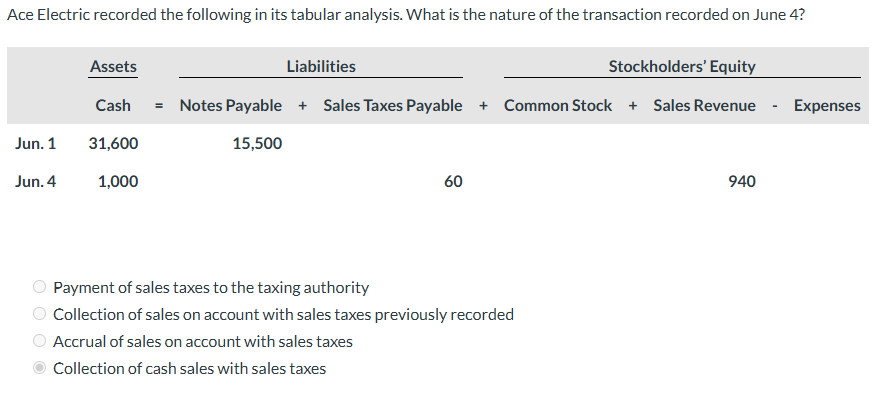 Ace Electric recorded the following in its tabular analysis. What is the nature of the transaction recorded on June 4?
Assets Liabilities Stockholders' Equity
Cash = Notes Payable + Sales Taxes Payable + Common Stock + Sales Revenue - Expenses
Jun. 1 31,600 15,500
Jun. 4 1,000 60 940
Payment of sales taxes to the taxing authority
Collection of sales on account with sales taxes previously recorded
Accrual of sales on account with sales taxes
Collection of cash sales with sales taxes